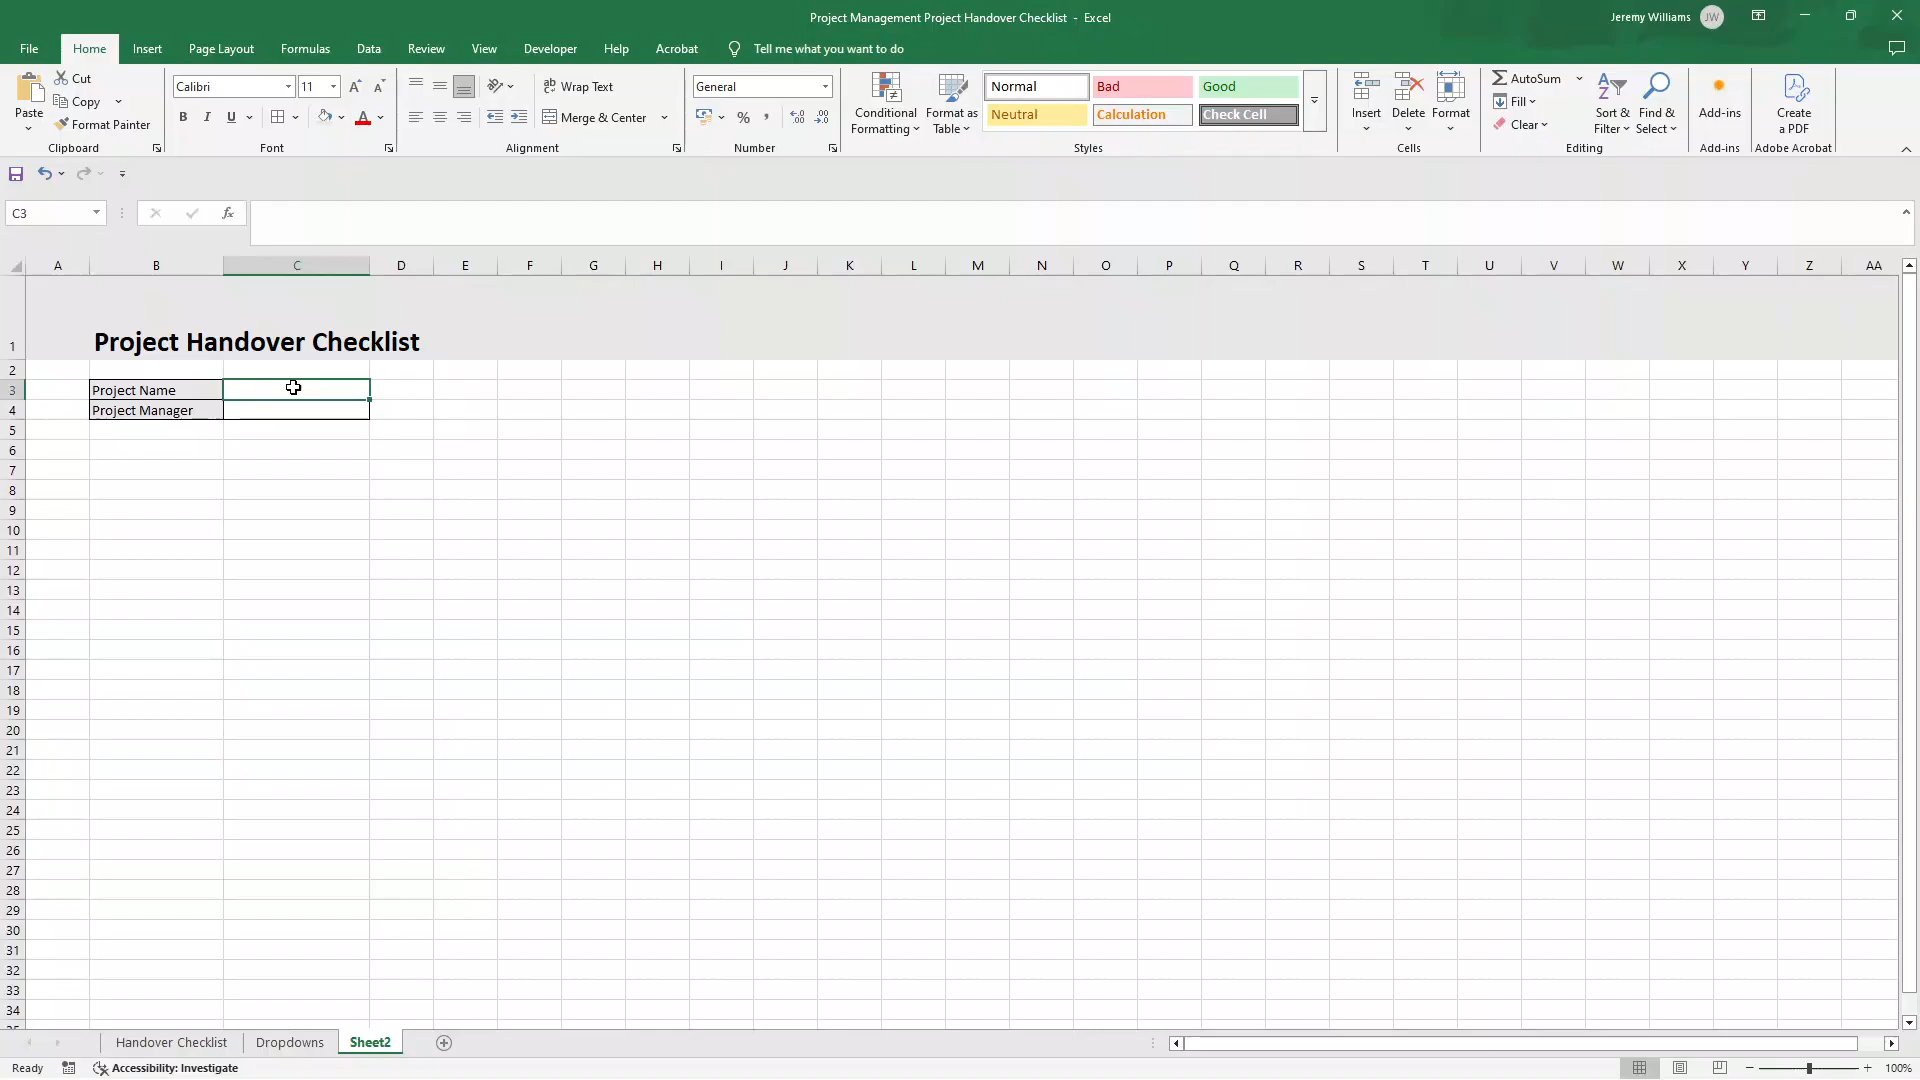 Project Management Project Handover Checklist - Excel
Jeremy Williams JW
File Home Insert Page Layout Formulas Data Review View Developer Help Acrobat Tell me what you want to do
Paste
Cut
Copy
Format Painter
Clipboard
Calibri 11
B I U
Font
Wrap Text
Merge & Center
Alignment
General
Number
Conditional Formatting
Format as Table
Normal Bad Good
Neutral Calculation Check Cell
Styles
Insert Delete Format
Cells
AutoSum
Fill
Clear
Sort & Filter
Find & Select
Editing
Add-ins
Add-ins
Create a PDF
Adobe Acrobat
C3 fx
A B C D E F G H I J K L M N O P Q R S T U V W X Y Z AA
1 Project Handover Checklist
2
3 Project Name
4 Project Manager
5
6
7
8
9
10
11
12
13
14
15
16
17
18
19
20
21
22
23
24
25
26
27
28
29
30
31
32
33
34
Handover Checklist Dropdowns Sheet2
Ready Accessibility: Investigate 100%